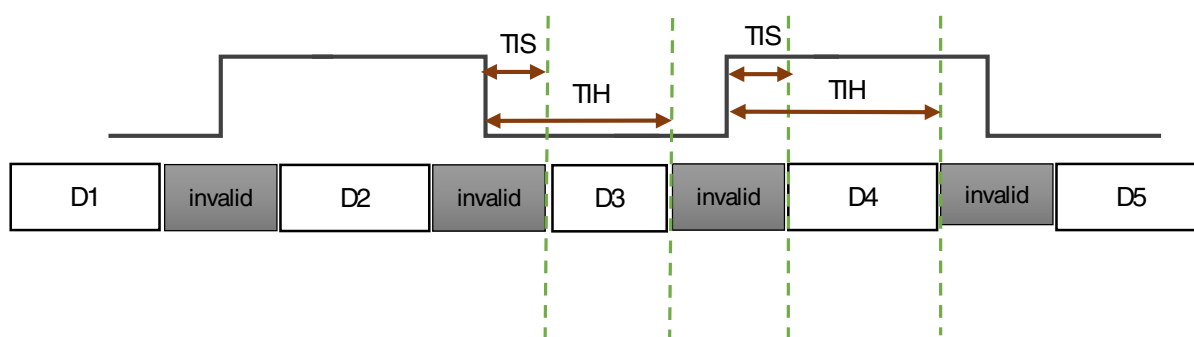 TIS
TIS
TIH
TIH
D1
invalid
D2
invalid
D3
invalid
D4
invalid
D5